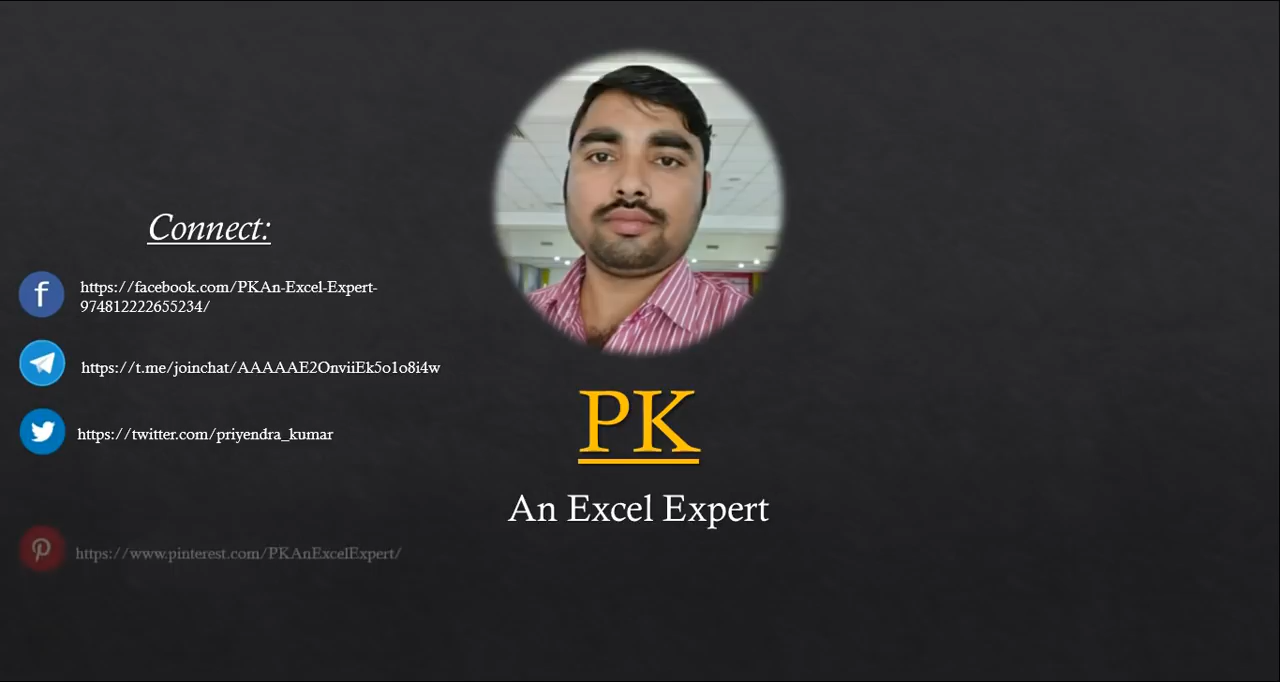 Connect:
https://facebook.com/PKAn-Excel-Expert-
974812222655234/
https://t.me/joinchat/AAAAAE2OnviiEk5o1o8i4w
https://twitter.com/priyendra_kumar
https://www.pinterest.com/PKAnExcelExpert/
PK
An Excel Expert